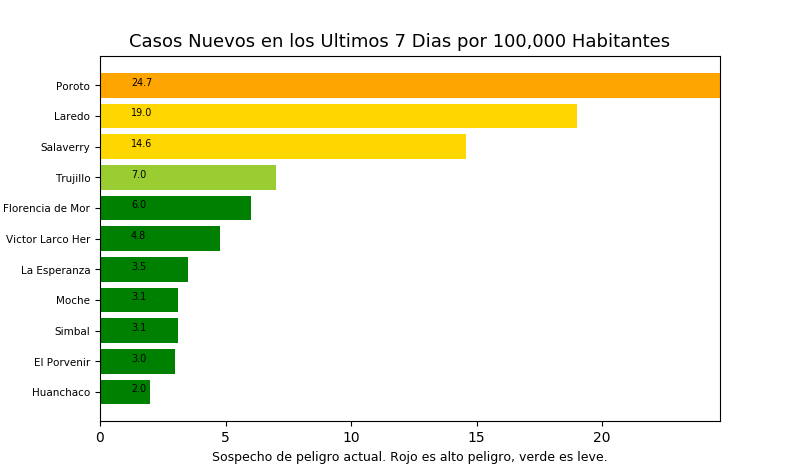 Casos Nuevos en los Ultimos 7 Dias por 100,000 Habitantes
Poroto 24.7
Laredo 19.0
Salaverry 14.6
Trujillo 7.0
Florencia de Mor 6.0
Victor Larco Her 4.8
La Esperanza 3.5
Moche 3.1
Simbal 3.1
El Porvenir 3.0
Huanchaco 2.0
0 5 10 15 20
Sospecho de peligro actual. Rojo es alto peligro, verde es leve.